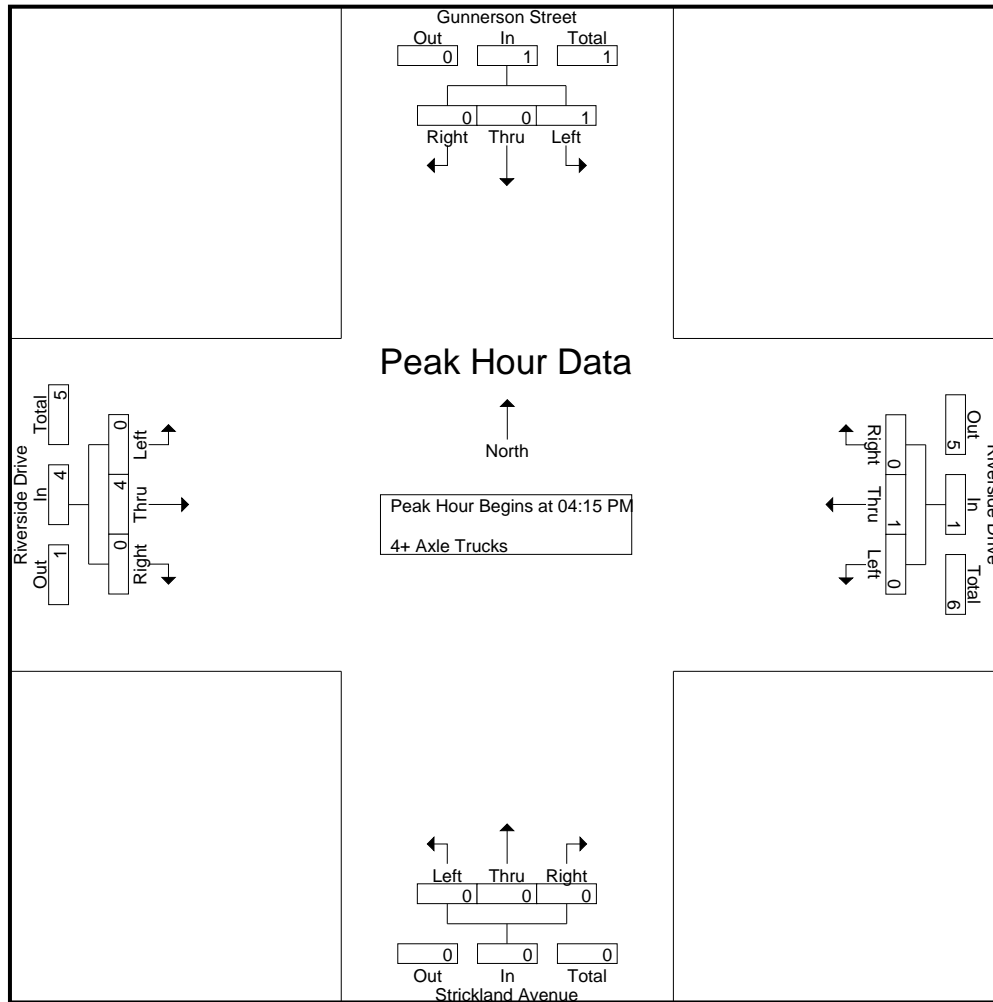 Gunnerson Street
Out In Total
0 1 1
0 0 1
Right Thru Left
Peak Hour Data
North
Peak Hour Begins at 04:15 PM
4+ Axle Trucks
Riverside Drive
Out In Total
1 4 5
0 4 0
Right Thru Left
Riverside Drive
Out In Total
5 1 6
0 1 0
Right Thru Left
Left Thru Right
0 0 0
0 0 0
Out In Total
Strickland Avenue